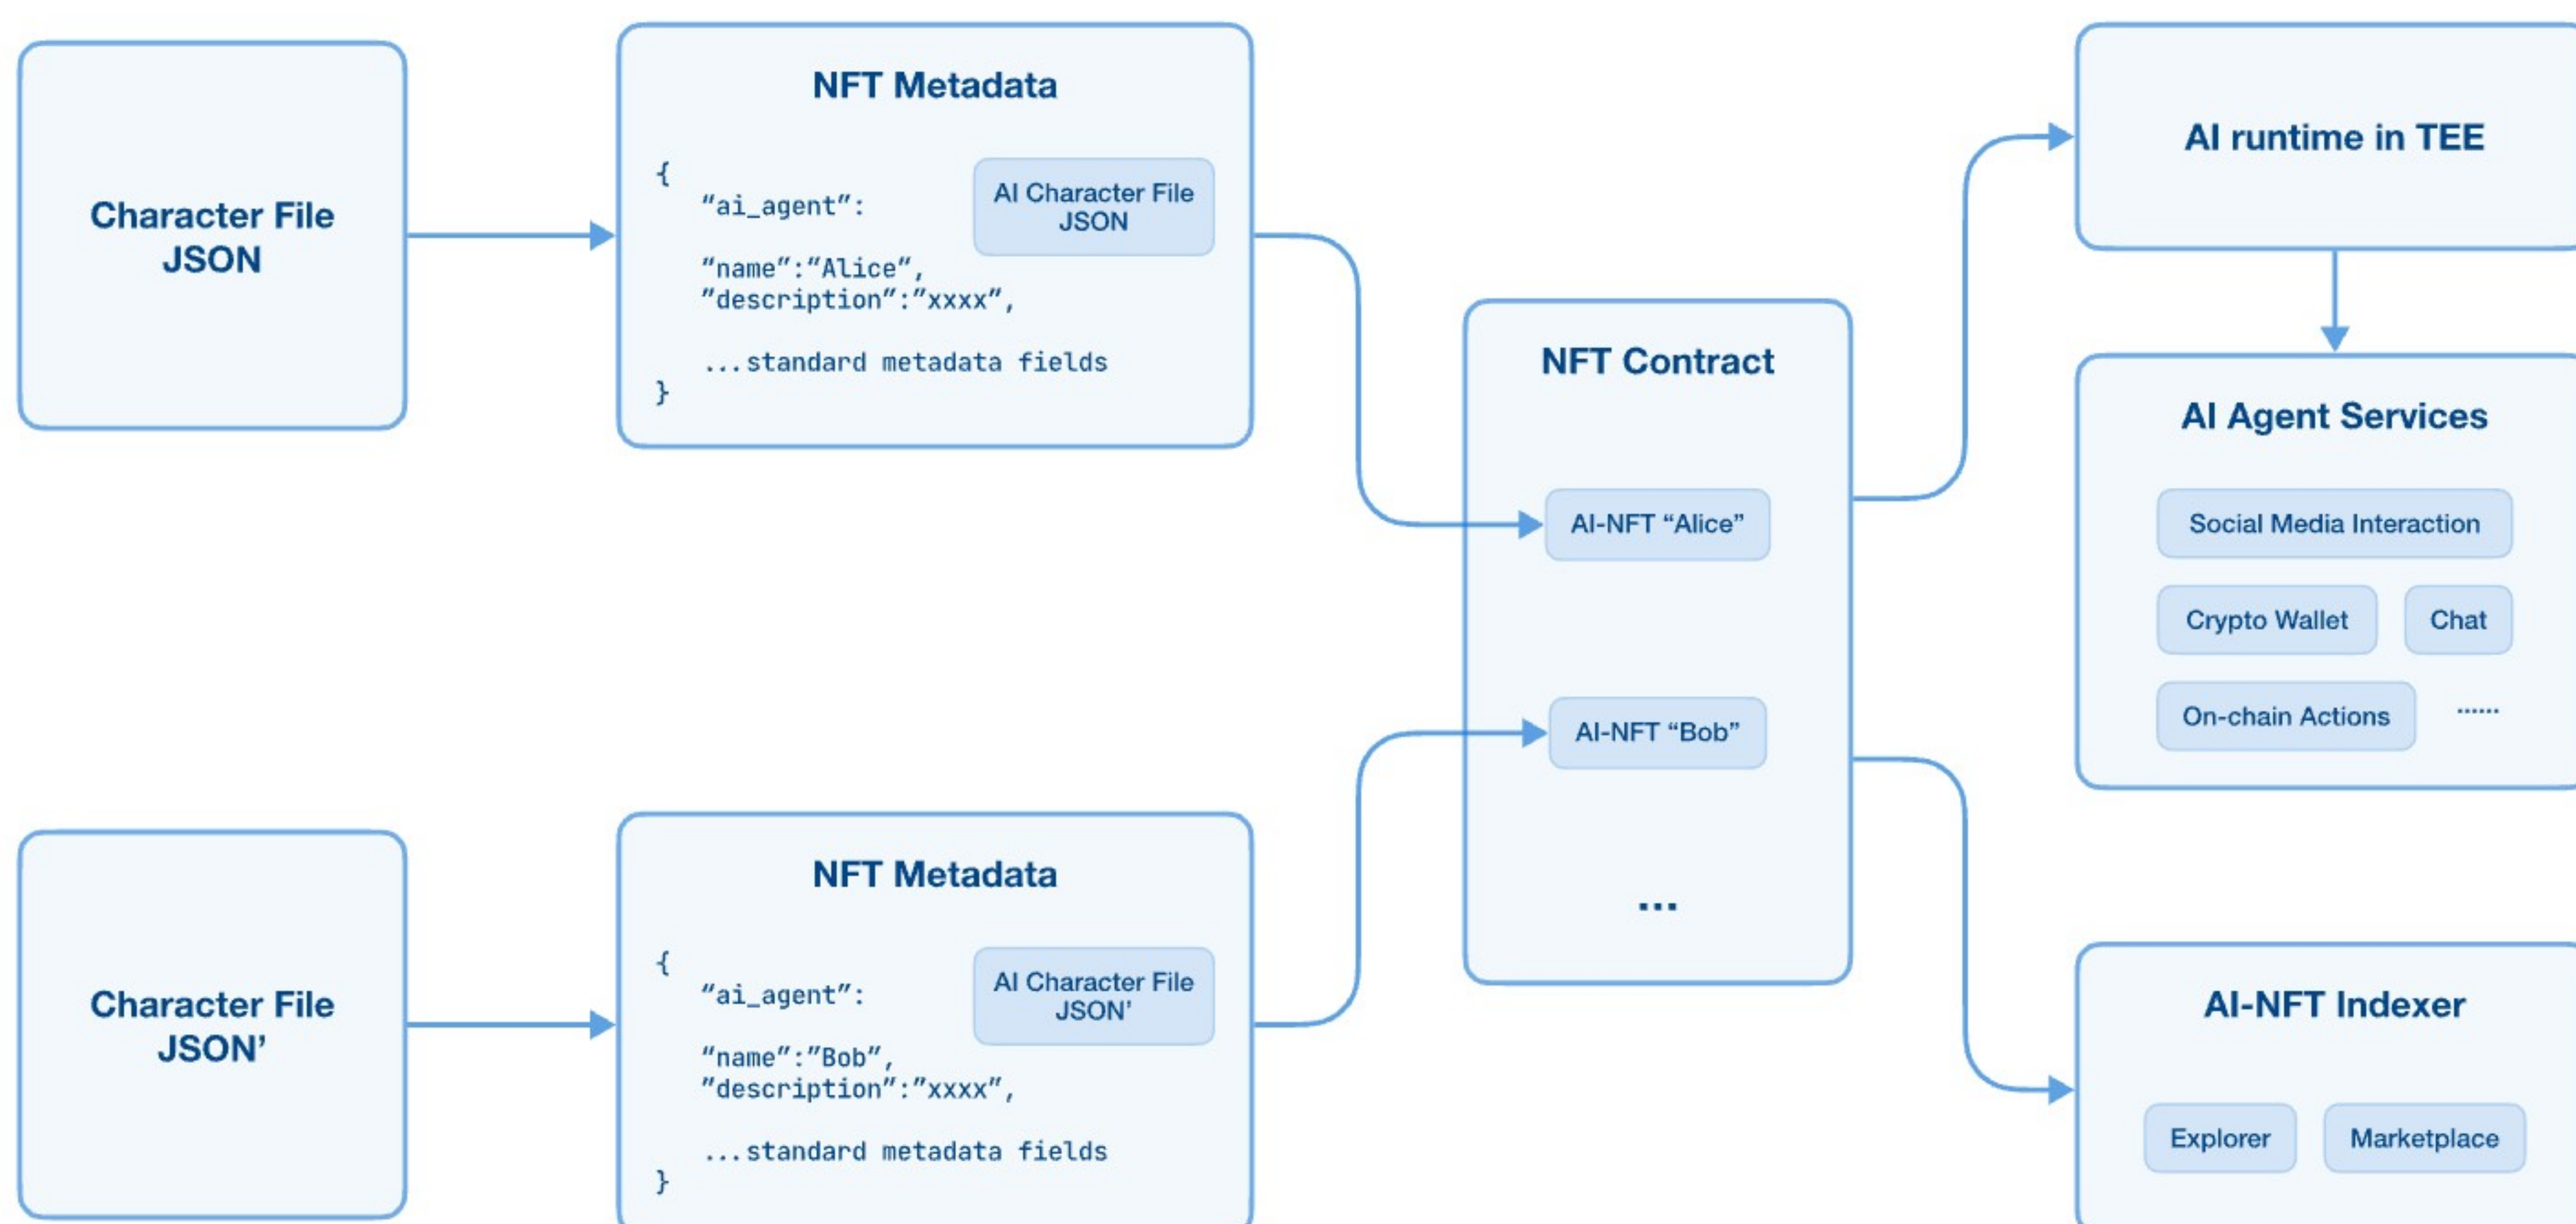 Character File
JSON
NFT Metadata
{
“ai_agent”:
AI Character File
JSON
“name”:“Alice”,
”description”:”xxxx”,
...standard metadata fields
}
Character File
JSON’
NFT Metadata
{
“ai_agent”:
AI Character File
JSON’
“name”:”Bob”,
”description”:”xxxx”,
...standard metadata fields
}
NFT Contract
AI-NFT “Alice”
AI-NFT “Bob”
...
AI runtime in TEE
AI Agent Services
Social Media Interaction
Crypto Wallet
Chat
On-chain Actions
......
AI-NFT Indexer
Explorer
Marketplace